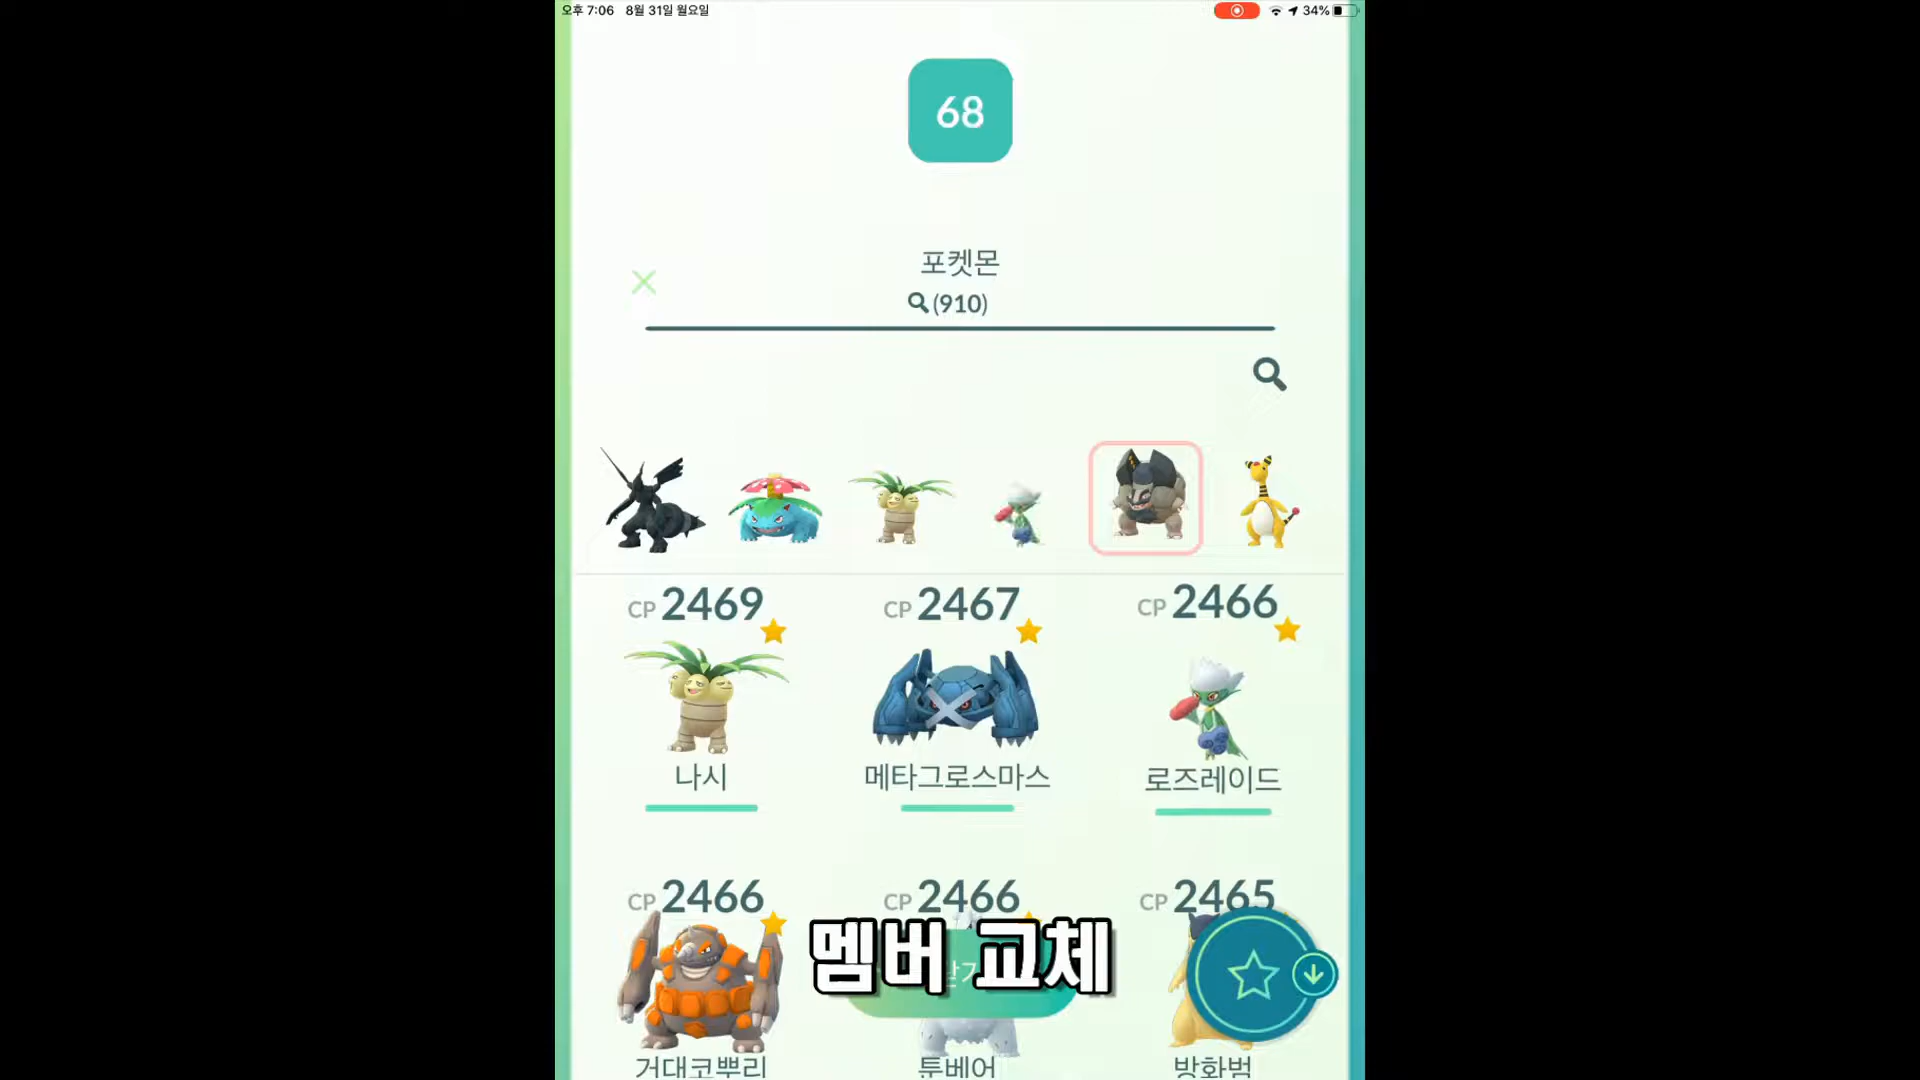 오후 7:06 8월 31일 월요일
34%
68
포켓몬
(910)
CP 2469
CP 2467
CP 2466
나시
메타그로스마스
로즈레이드
CP 2466
CP 2466
CP 2465
멤버 교체
거대코뿌리
툰베어
방화범